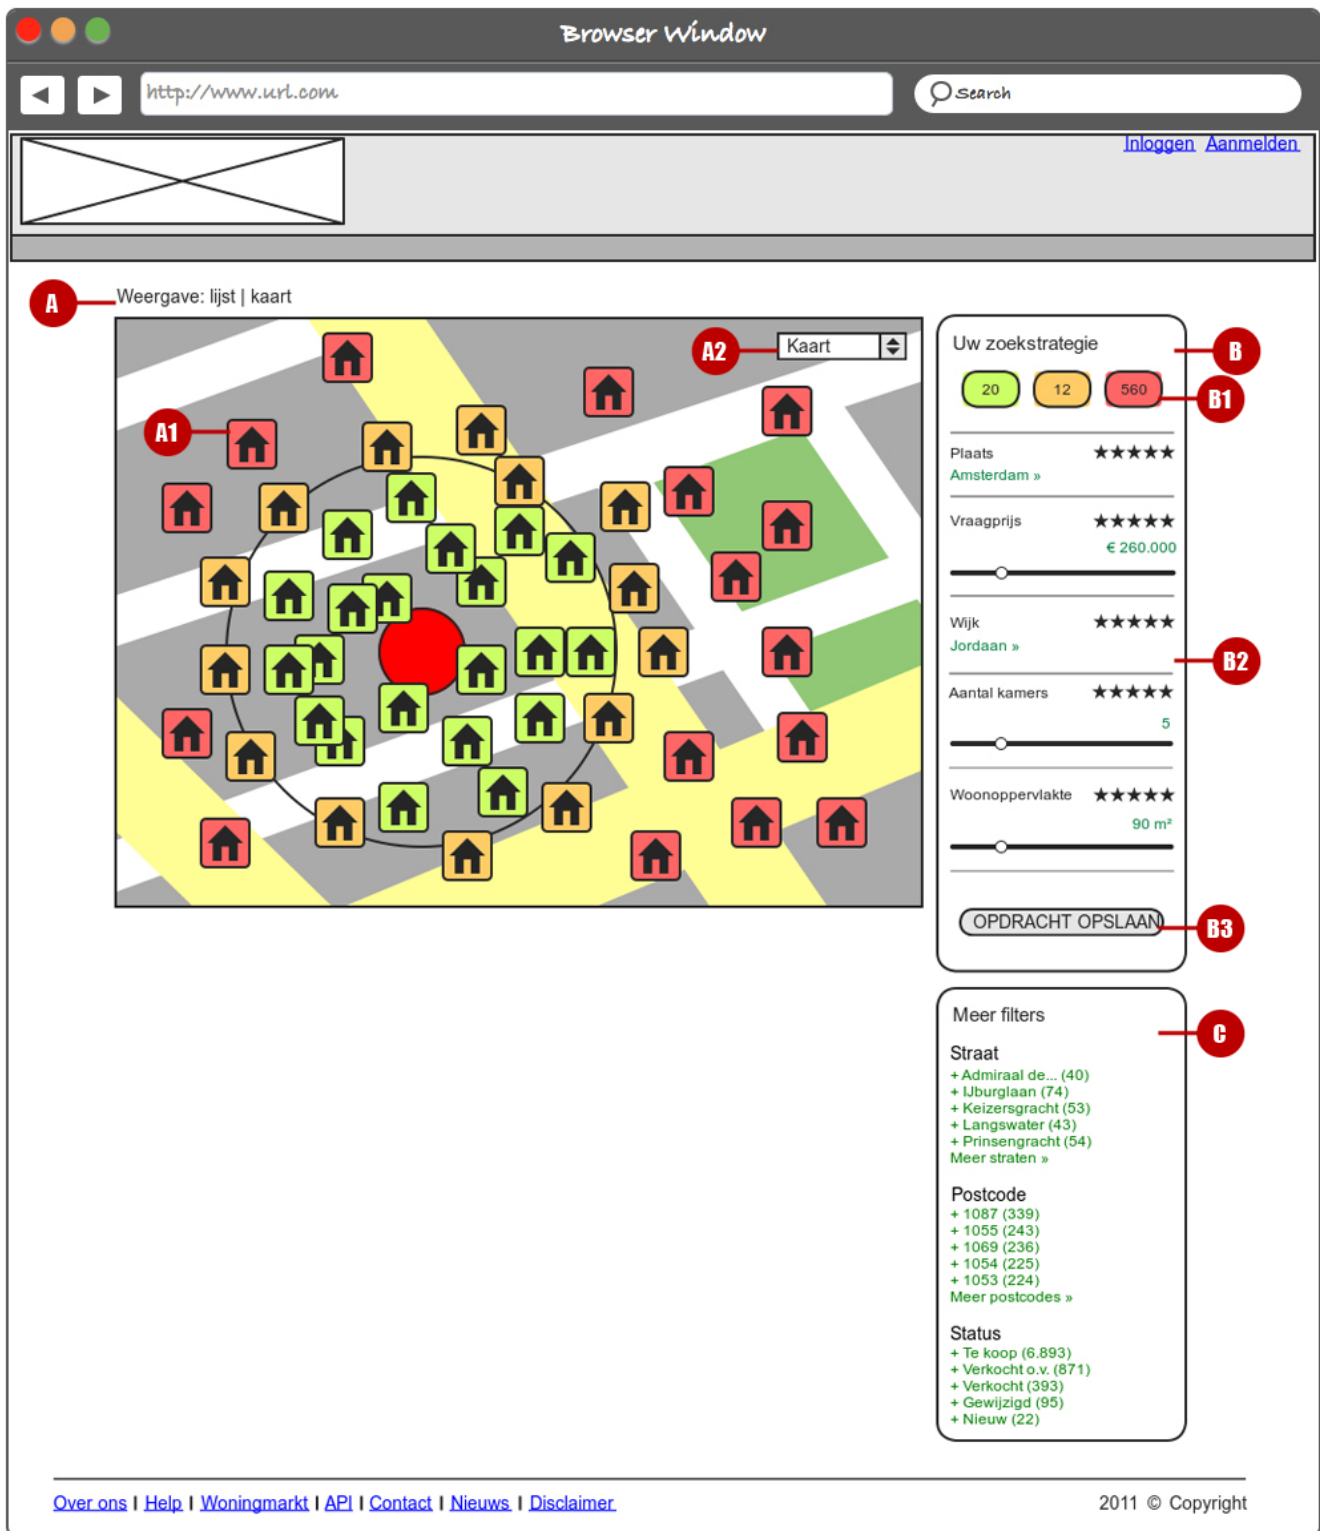 Browser Window
http://www.url.com
Search
Inloggen Aanmelden
A
Weergave: lijst | kaart
A2
Kaart
A1
Uw zoekstrategie
B
20
12
560
B1
Plaats ★★★★★
Amsterdam »
Vraagprijs ★★★★★
€ 260.000
Wijk ★★★★★
Jordaan »
B2
Aantal kamers ★★★★★
5
Woonoppervlakte ★★★★★
90 m²
OPDRACHT OPSLAAN
B3
Meer filters
C
Straat
+ Admiraal de... (40)
+ IJburglaan (74)
+ Keizersgracht (53)
+ Langswater (43)
+ Prinsengracht (54)
Meer straten »
Postcode
+ 1087 (339)
+ 1055 (243)
+ 1069 (236)
+ 1054 (225)
+ 1053 (224)
Meer postcodes »
Status
+ Te koop (6.893)
+ Verkocht o.v. (871)
+ Verkocht (393)
+ Gewijzigd (95)
+ Nieuw (22)
Over ons | Help | Woningmarkt | API | Contact | Nieuws | Disclaimer
2011 © Copyright